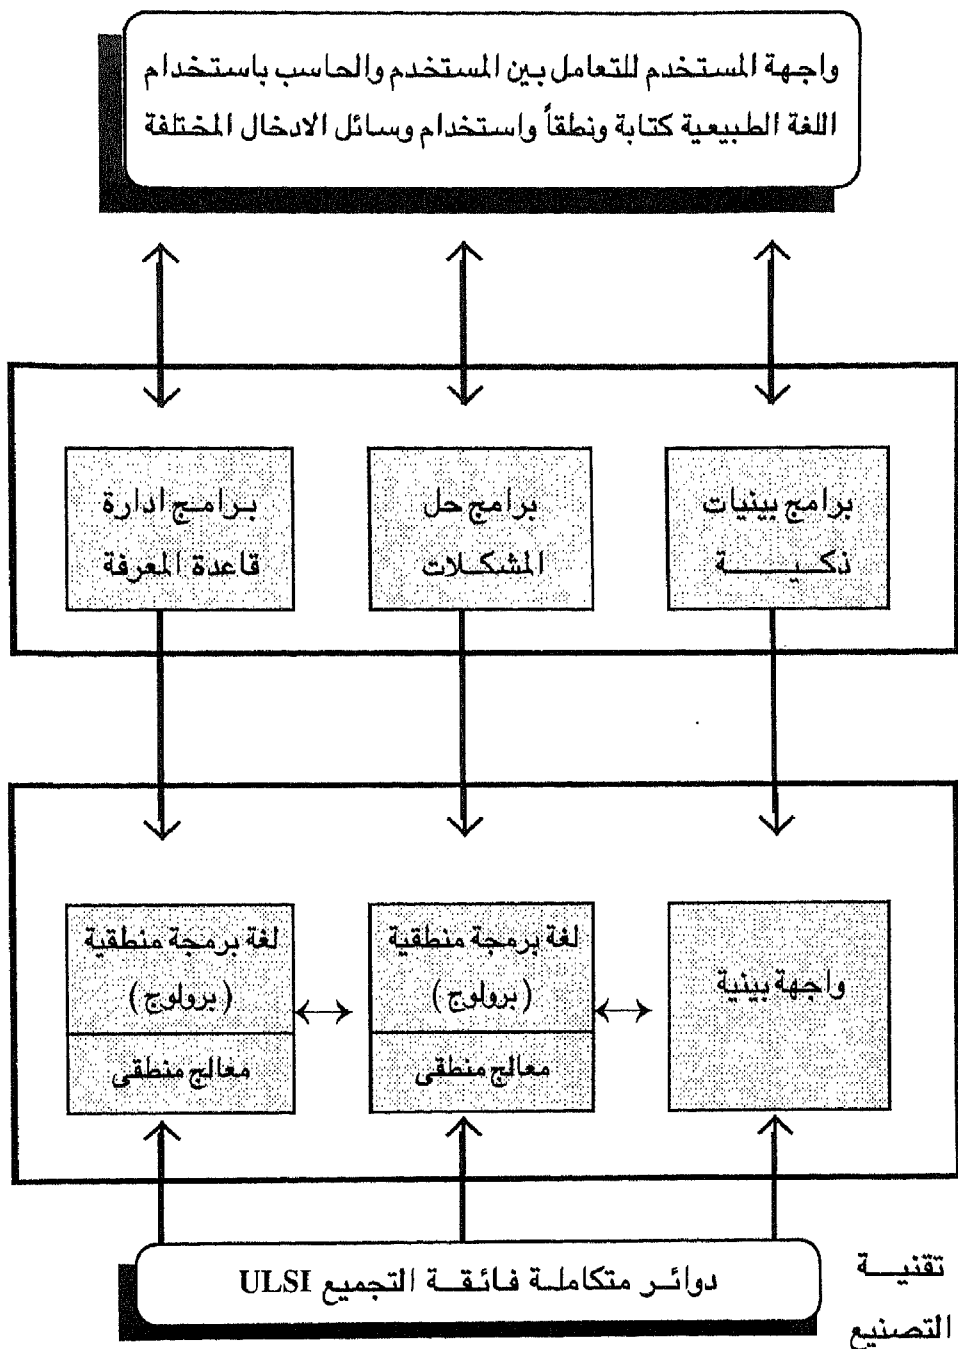 واجهة المستخدم للتعامل بين المستخدم والحاسب باستخدام
اللغة الطبيعية كتابة ونطقاً واستخدام وسائل الادخال المختلفة
برامج بينيات
ذكيـــــة
برامج حل
المشكلات
برامج ادارة
قاعدة المعرفة
واجهة بينية
لغة برمجة منطقية
(برولوج)
معالج منطقى
لغة برمجة منطقية
(برولوج)
معالج منطقى
تقنيــة
التصنيع
دوائر متكاملة فائقة التجميع ULSI